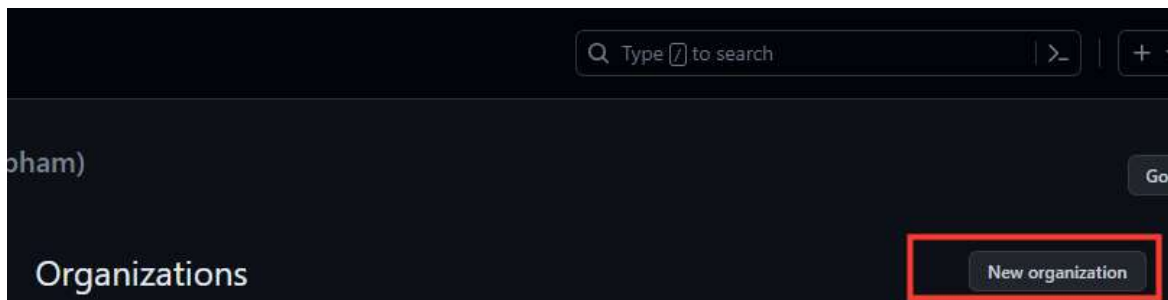 Type / to search
pham)
Go
Organizations
New organization